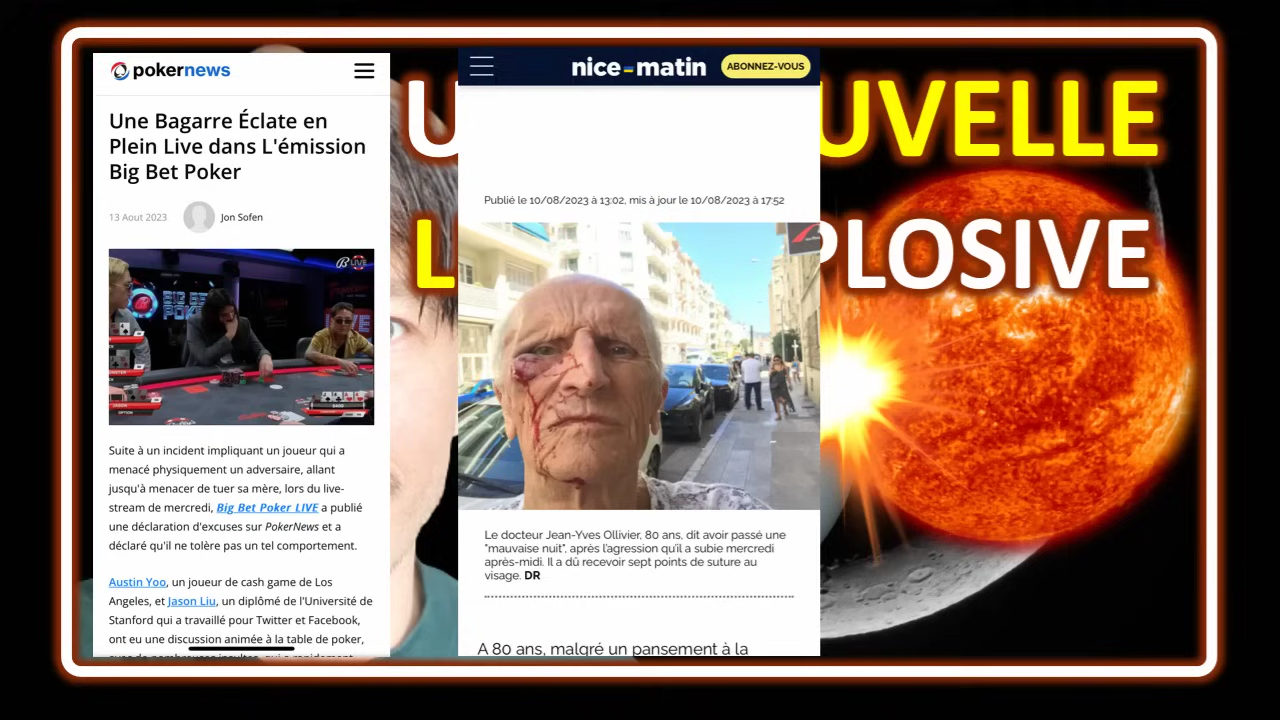 pokernews
Une Bagarre Éclate en
Plein Live dans L'émission
Big Bet Poker
13 Aout 2023 Jon Sofen
LIVE
Suite à un incident impliquant un joueur qui a
menacé physiquement un adversaire, allant
jusqu'à menacer de tuer sa mère, lors du live-
stream de mercredi, Big Bet Poker LIVE a publié
une déclaration d'excuses sur PokerNews et a
déclaré qu'il ne tolère pas un tel comportement.
Austin Yoo, un joueur de cash game de Los
Angeles, et Jason Liu, un diplômé de l'Université de
Stanford qui a travaillé pour Twitter et Facebook,
ont eu une discussion animée à la table de poker,
nice-matin
ABONNEZ-VOUS
Publié le 10/08/2023 à 13:02, mis à jour le 10/08/2023 à 17:52
Le docteur Jean-Yves Ollivier, 80 ans, dit avoir passé une
"mauvaise nuit", après l'agression qu'il a subie mercredi
après-midi. Il a dû recevoir sept points de suture au
visage. DR
A 80 ans, malgré un pansement à la
U UVELLE
L PLOSIVE